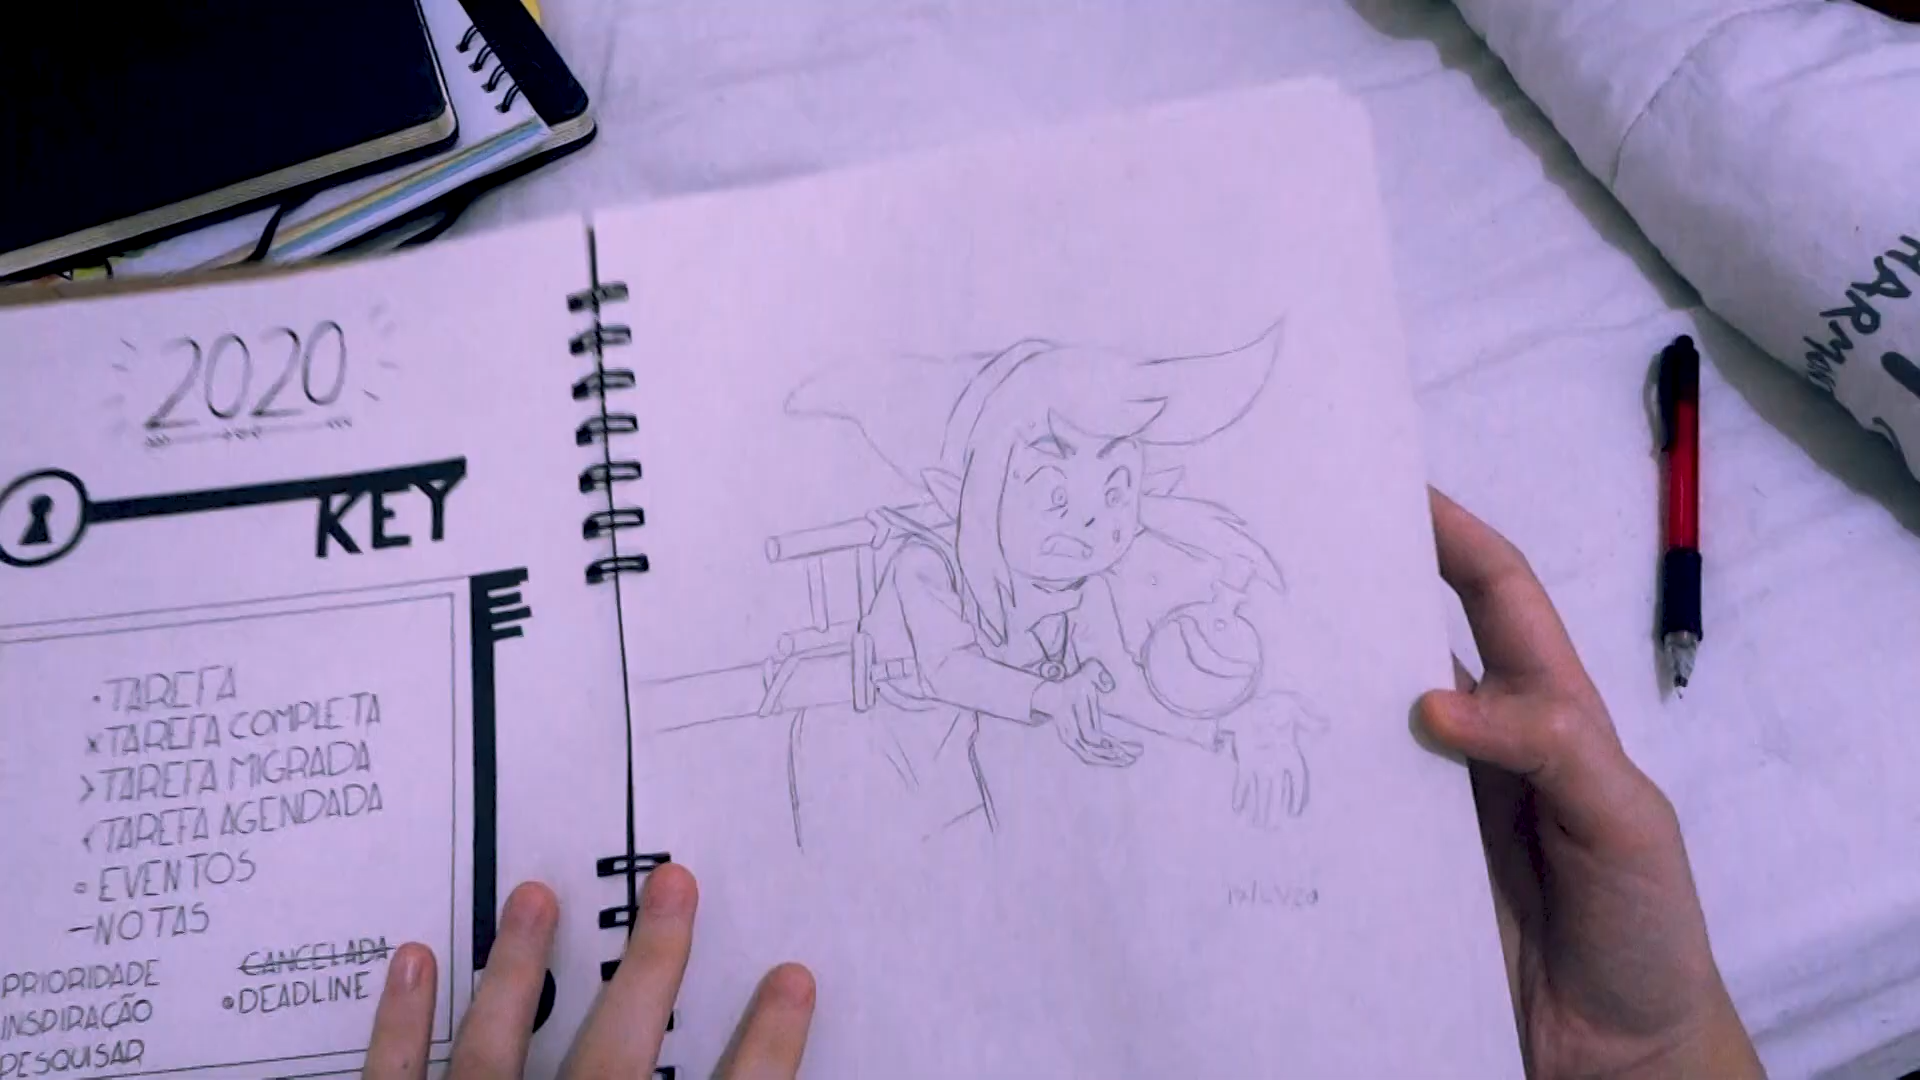 2020
KEY
• TAREFA
x TAREFA COMPLETA
> TAREFA MIGRADA
< TAREFA AGENDADA
○ EVENTOS
— NOTAS
PRIORIDADE
CANCELADA
INSPIRAÇÃO
• DEADLINE
PESQUISAR